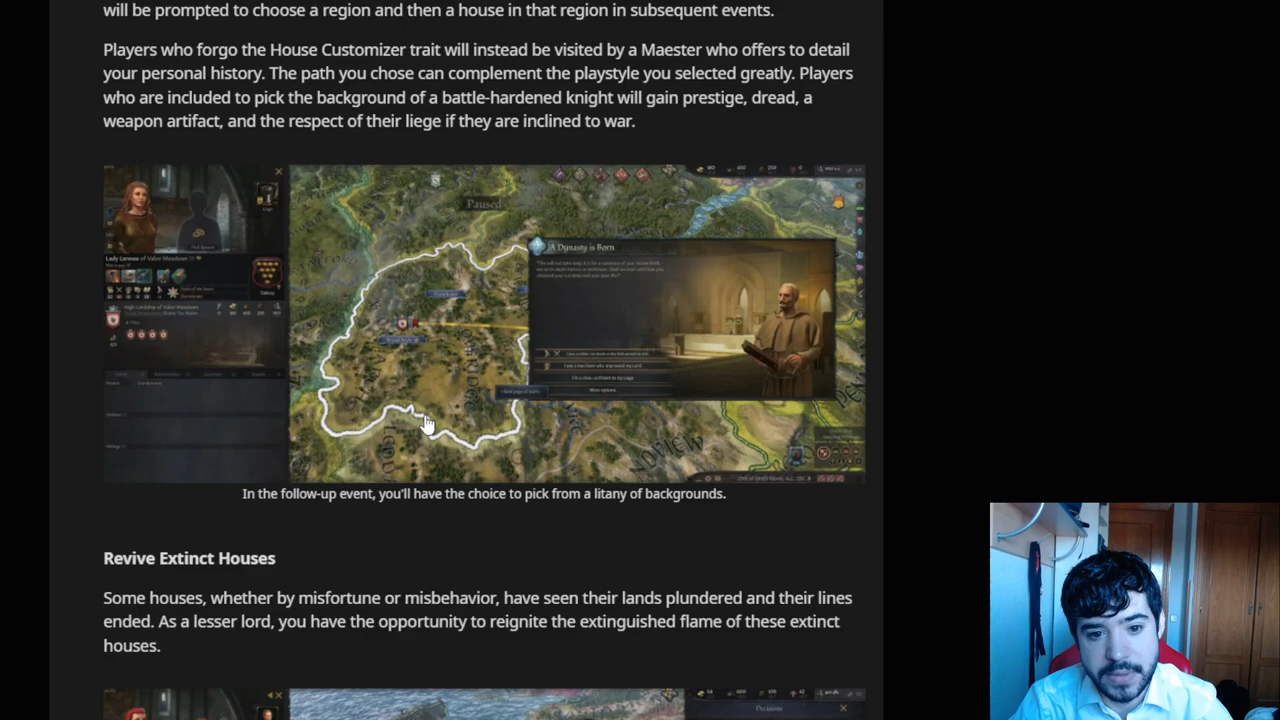 will be prompted to choose a region and then a house in that region in subsequent events.
Players who forgo the House Customizer trait will instead be visited by a Maester who offers to detail
your personal history. The path you chose can complement the playstyle you selected greatly. Players
who are included to pick the background of a battle-hardened knight will gain prestige, dread, a
weapon artifact, and the respect of their liege if they are inclined to war.
Paused
A Dynasty is Born
More options
In the follow-up event, you'll have the choice to pick from a litany of backgrounds.
Revive Extinct Houses
Some houses, whether by misfortune or misbehavior, have seen their lands plundered and their lines
ended. As a lesser lord, you have the opportunity to reignite the extinguished flame of these extinct
houses.
Decisions